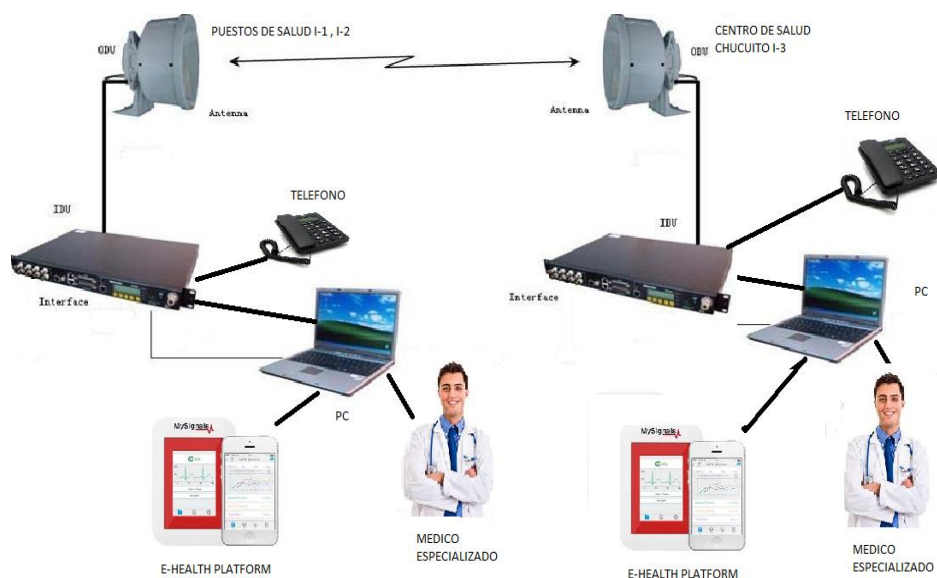 PUESTOS DE SALUD I-1 , I-2
ODU
Antenna
TELEFONO
IDU
Interface
PC
MySignals
E-HEALTH PLATFORM
MEDICO
ESPECIALIZADO
CENTRO DE SALUD
CHUCUITO I-3
ODU
Antenna
TELEFONO
IDU
Interface
PC
MySignals
E-HEALTH PLATFORM
MEDICO
ESPECIALIZADO